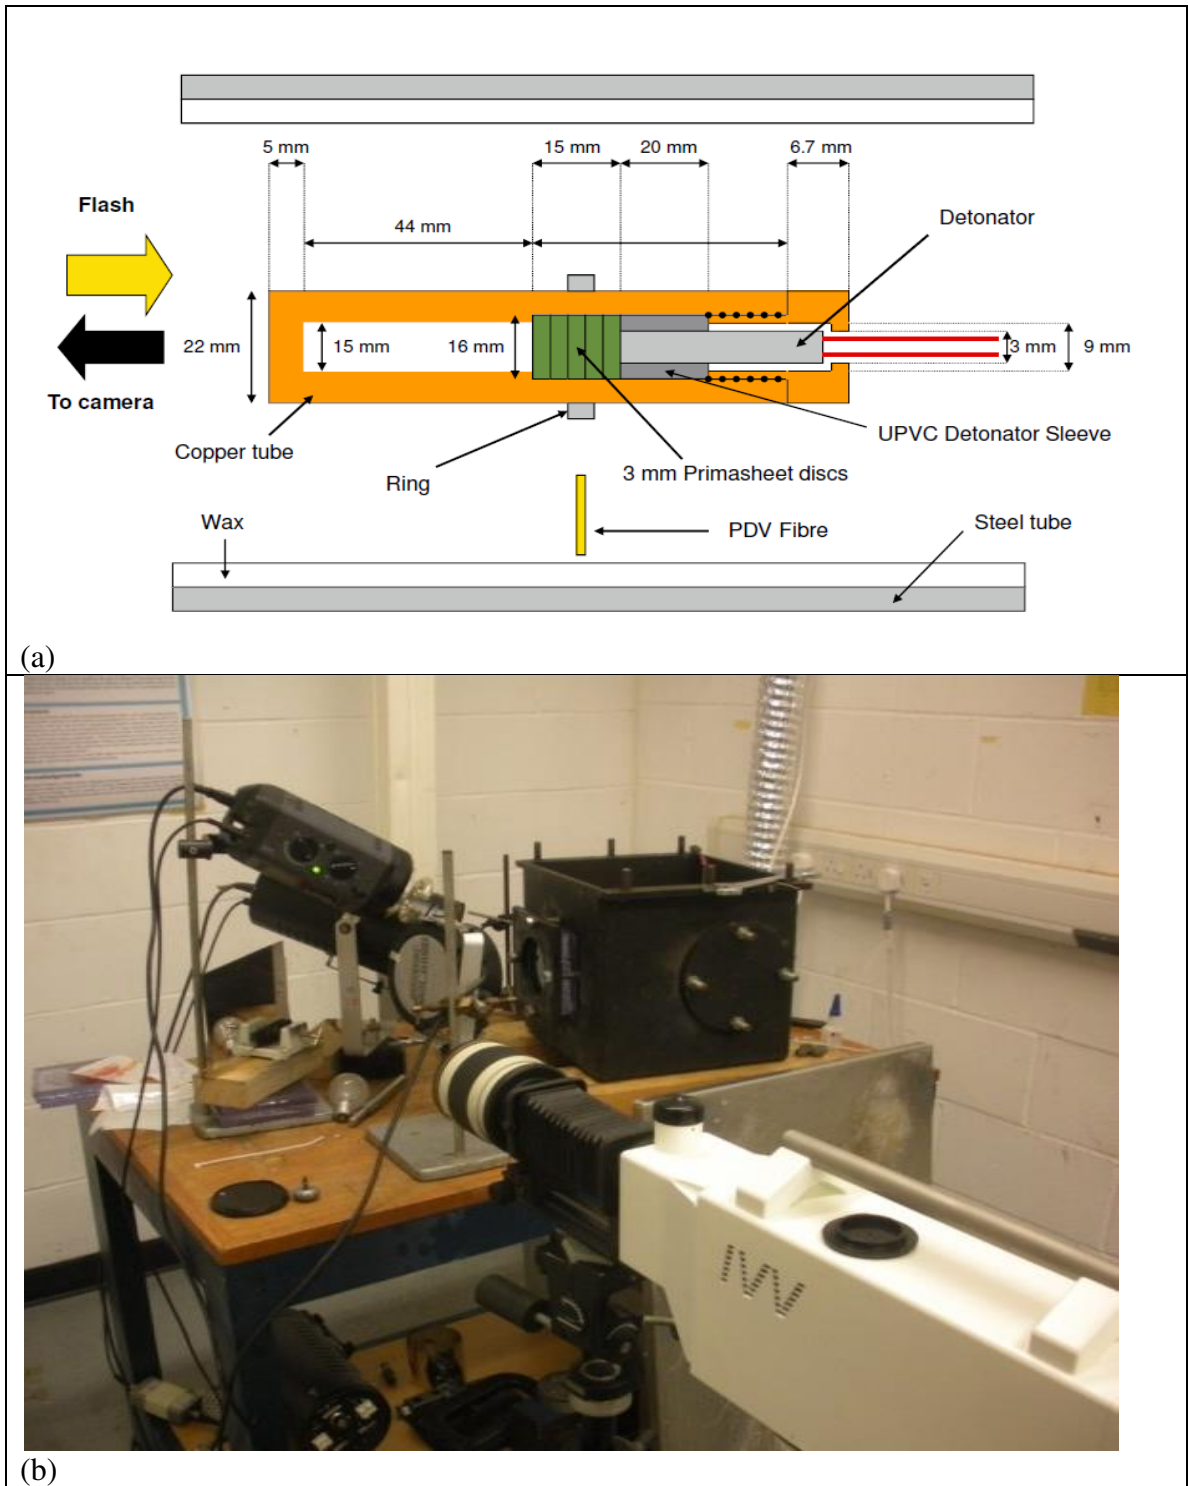 5 mm
15 mm
20 mm
6.7 mm
Flash
Detonator
44 mm
22 mm
15 mm
16 mm
3 mm
9 mm
To camera
UPVC Detonator Sleeve
Copper tube
3 mm Primasheet discs
Ring
Wax
Steel tube
PDV Fibre
(a)
(b)